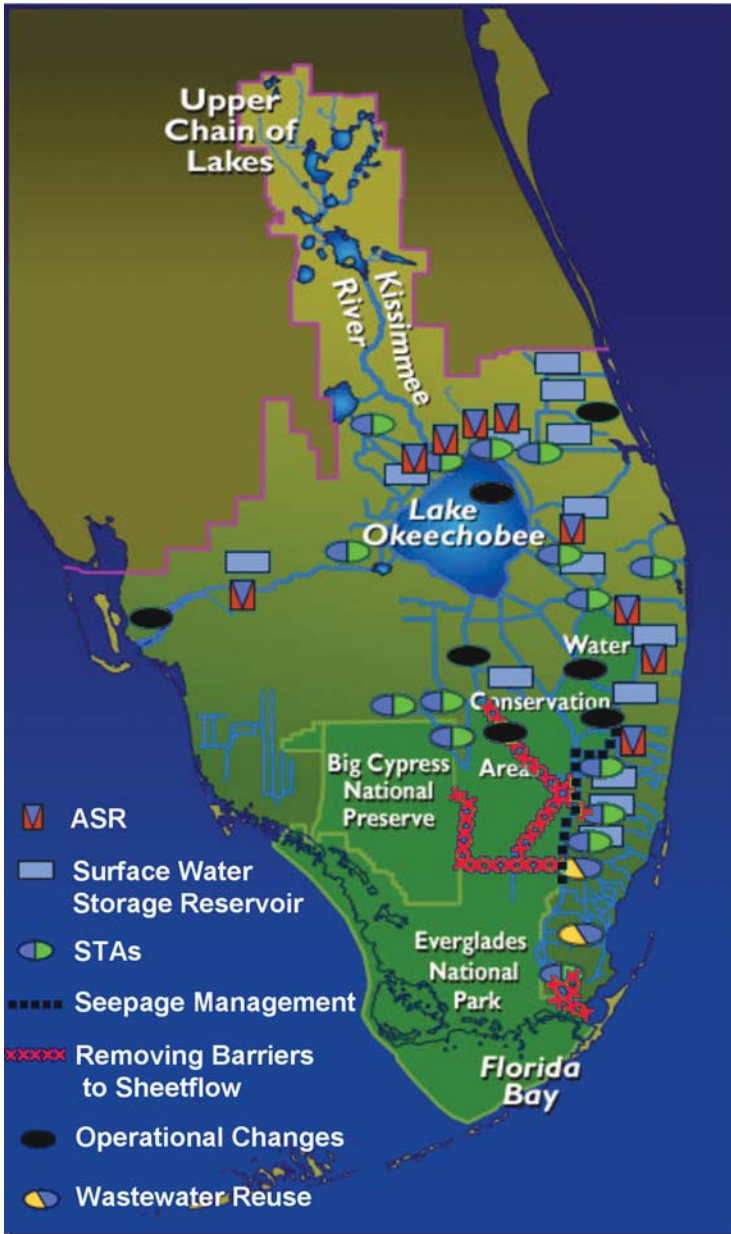 Upper
Chain of
Lakes
Kissimmee
River
Lake
Okeechobee
Water
Conservation
Area
Big Cypress
National
Preserve
Everglades
National
Park
Florida
Bay
ASR
Surface Water
Storage Reservoir
STAs
Seepage Management
Removing Barriers
to Sheetflow
Operational Changes
Wastewater Reuse